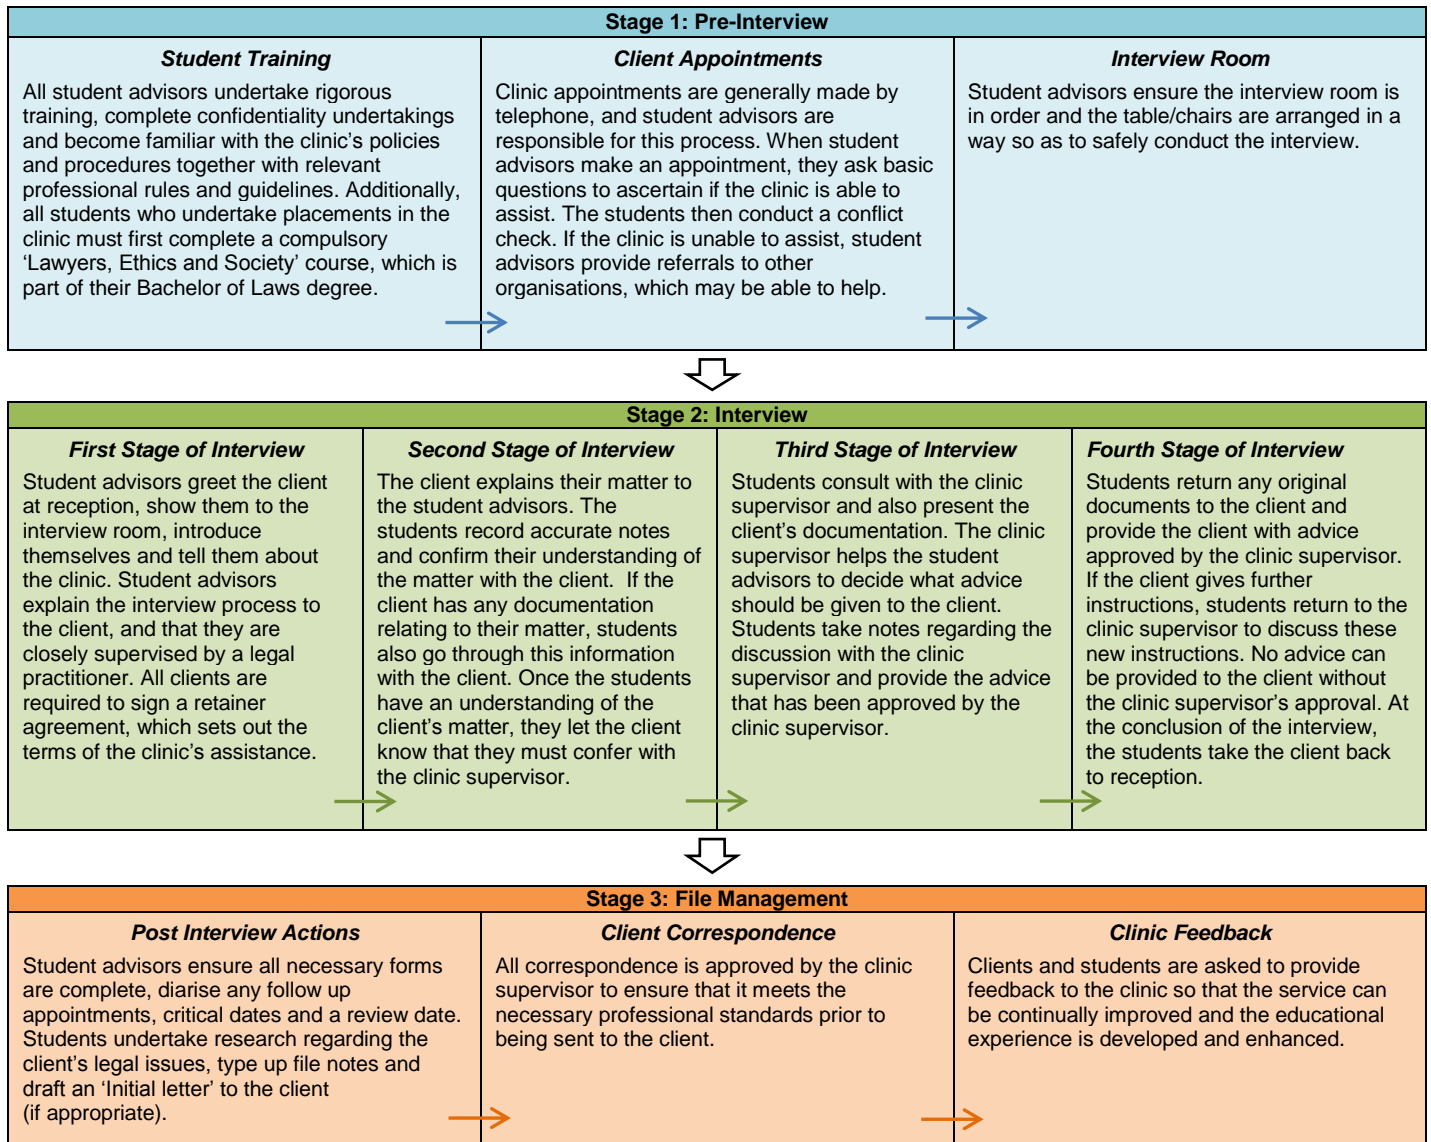 Stage 1: Pre-Interview
Student Training
All student advisors undertake rigorous
training, complete confidentiality undertakings
and become familiar with the clinic's policies
and procedures together with relevant
professional rules and guidelines. Additionally,
all students who undertake placements in the
clinic must first complete a compulsory
'Lawyers, Ethics and Society' course, which is
part of their Bachelor of Laws degree.
Client Appointments
Clinic appointments are generally made by
telephone, and student advisors are
responsible for this process. When student
advisors make an appointment, they ask basic
questions to ascertain if the clinic is able to
assist. The students then conduct a conflict
check. If the clinic is unable to assist, student
advisors provide referrals to other
organisations, which may be able to help.
Interview Room
Student advisors ensure the interview room is
in order and the table/chairs are arranged in a
way so as to safely conduct the interview.
Stage 2: Interview
First Stage of Interview
Student advisors greet the client
at reception, show them to the
interview room, introduce
themselves and tell them about
the clinic. Student advisors
explain the interview process to
the client, and that they are
closely supervised by a legal
practitioner. All clients are
required to sign a retainer
agreement, which sets out the
terms of the clinic's assistance.
Second Stage of Interview
The client explains their matter to
the student advisors. The
students record accurate notes
and confirm their understanding of
the matter with the client.  If the
client has any documentation
relating to their matter, students
also go through this information
with the client. Once the students
have an understanding of the
client's matter, they let the client
know that they must confer with
the clinic supervisor.
Third Stage of Interview
Students consult with the clinic
supervisor and also present the
client's documentation. The clinic
supervisor helps the student
advisors to decide what advice
should be given to the client.
Students take notes regarding the
discussion with the clinic
supervisor and provide the advice
that has been approved by the
clinic supervisor.
Fourth Stage of Interview
Students return any original
documents to the client and
provide the client with advice
approved by the clinic supervisor.
If the client gives further
instructions, students return to the
clinic supervisor to discuss these
new instructions. No advice can
be provided to the client without
the clinic supervisor's approval. At
the conclusion of the interview,
the students take the client back
to reception.
Stage 3: File Management
Post Interview Actions
Student advisors ensure all necessary forms
are complete, diarise any follow up
appointments, critical dates and a review date.
Students undertake research regarding the
client's legal issues, type up file notes and
draft an 'Initial letter' to the client
(if appropriate).
Client Correspondence
All correspondence is approved by the clinic
supervisor to ensure that it meets the
necessary professional standards prior to
being sent to the client.
Clinic Feedback
Clients and students are asked to provide
feedback to the clinic so that the service can
be continually improved and the educational
experience is developed and enhanced.